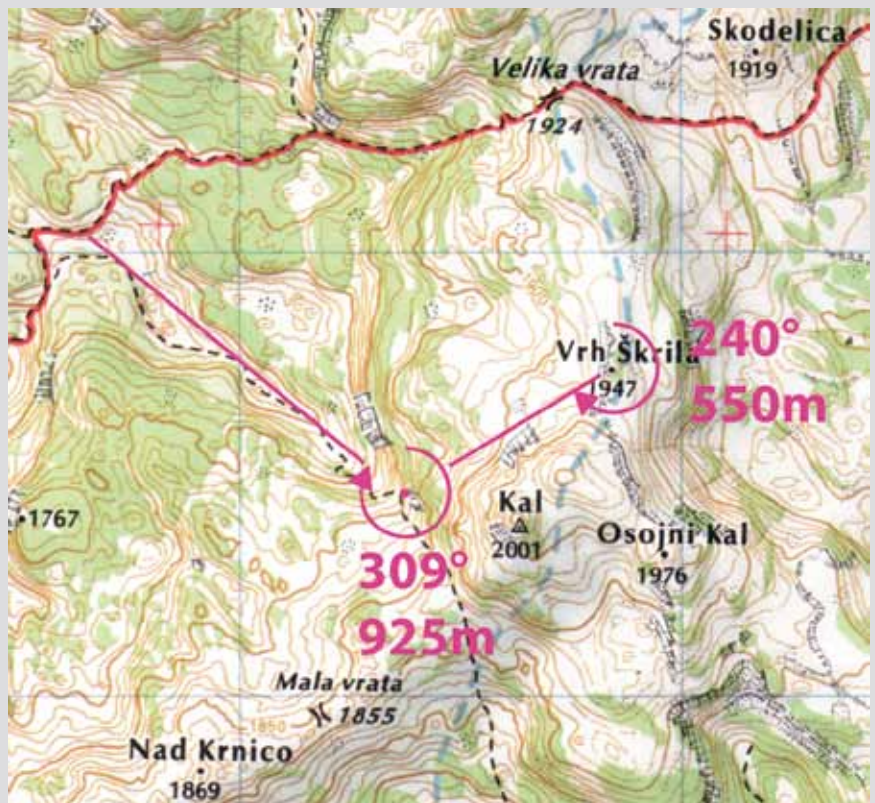 Skodelica
1919
Velika vrata
1924
Vrh Škrila
1947
240°
550m
1767
Kal
2001
Osojni Kal
1976
309°
925m
Mala vrata
1855
1850
Nad Krnico
1869